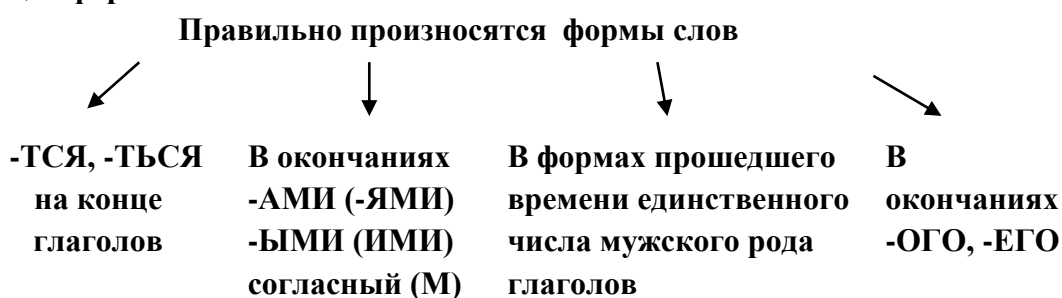 Правильно произносятся формы слов
-ТСЯ, -ТЬСЯ
на конце
глаголов
В окончаниях
-АМИ (-ЯМИ)
-ЫМИ (ИМИ)
согласный (М)
В формах прошедшего
времени единственного
числа мужского рода
глаголов
В
окончаниях
-ОГО, -ЕГО